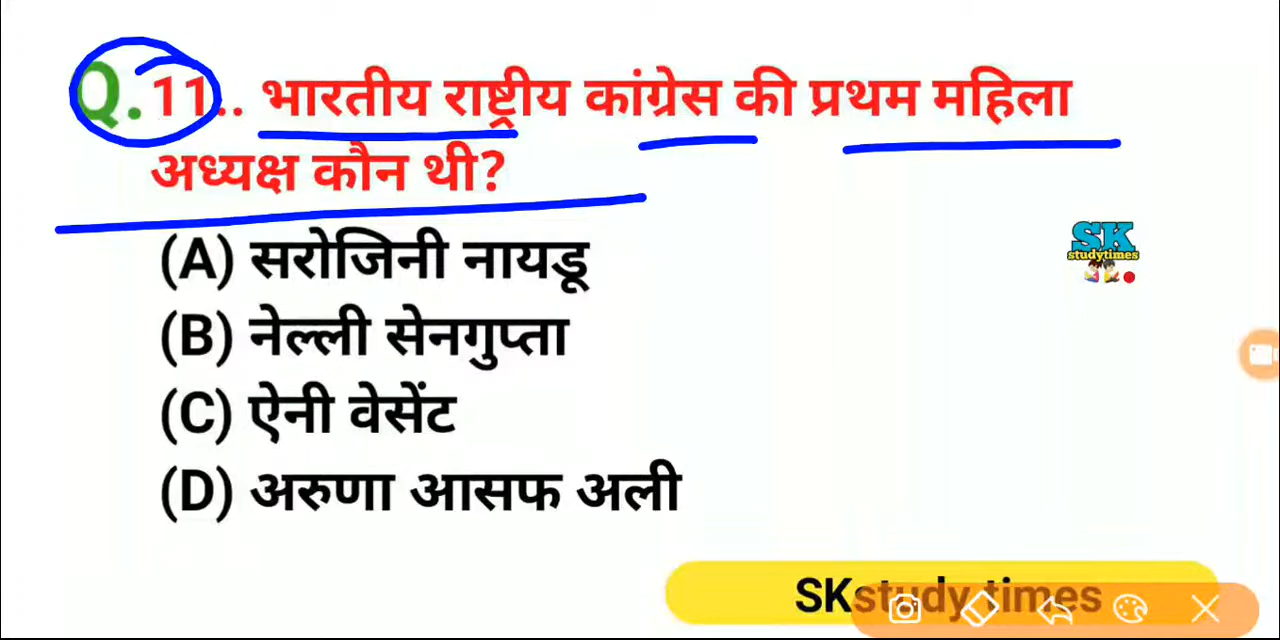 Q.11.. भारतीय राष्ट्रीय कांग्रेस की प्रथम महिला
अध्यक्ष कौन थी?
(A) सरोजिनी नायडू
(B) नेल्ली सेनगुप्ता
(C) ऐनी वेसेंट
(D) अरुणा आसफ अली
SK
studytimes
SKstudy times